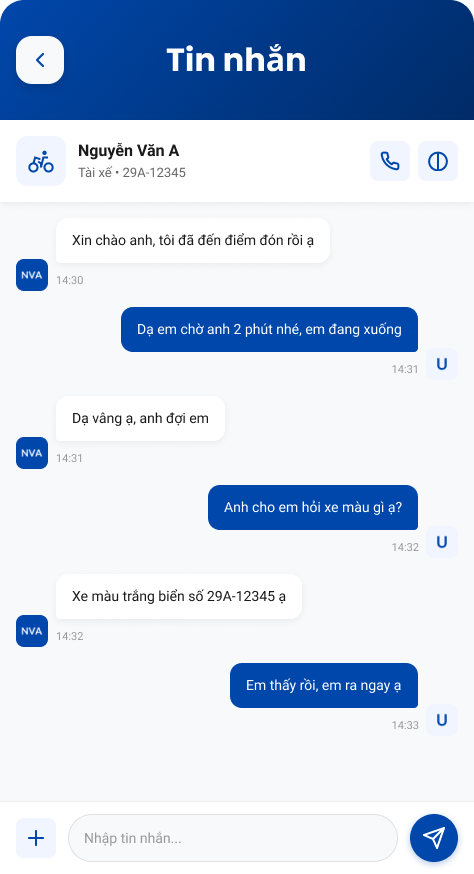 Tin nhắn
Nguyễn Văn A
Tài xế • 29A-12345
Xin chào anh, tôi đã đến điểm đón rồi ạ
NVA
14:30
Dạ em chờ anh 2 phút nhé, em đang xuống
14:31
U
Dạ vâng ạ, anh đợi em
NVA
14:31
Anh cho em hỏi xe màu gì ạ?
14:32
U
Xe màu trắng biển số 29A-12345 ạ
NVA
14:32
Em thấy rồi, em ra ngay ạ
14:33
U
Nhập tin nhắn...